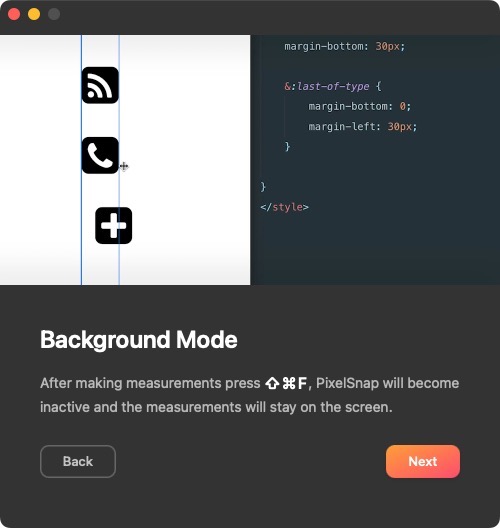 margin-bottom: 30px;
&:last-of-type {
margin-bottom: 0;
margin-left: 30px;
}
}
</style>
Background Mode
After making measurements press ⇧⌘F, PixelSnap will become
inactive and the measurements will stay on the screen.
Back
Next